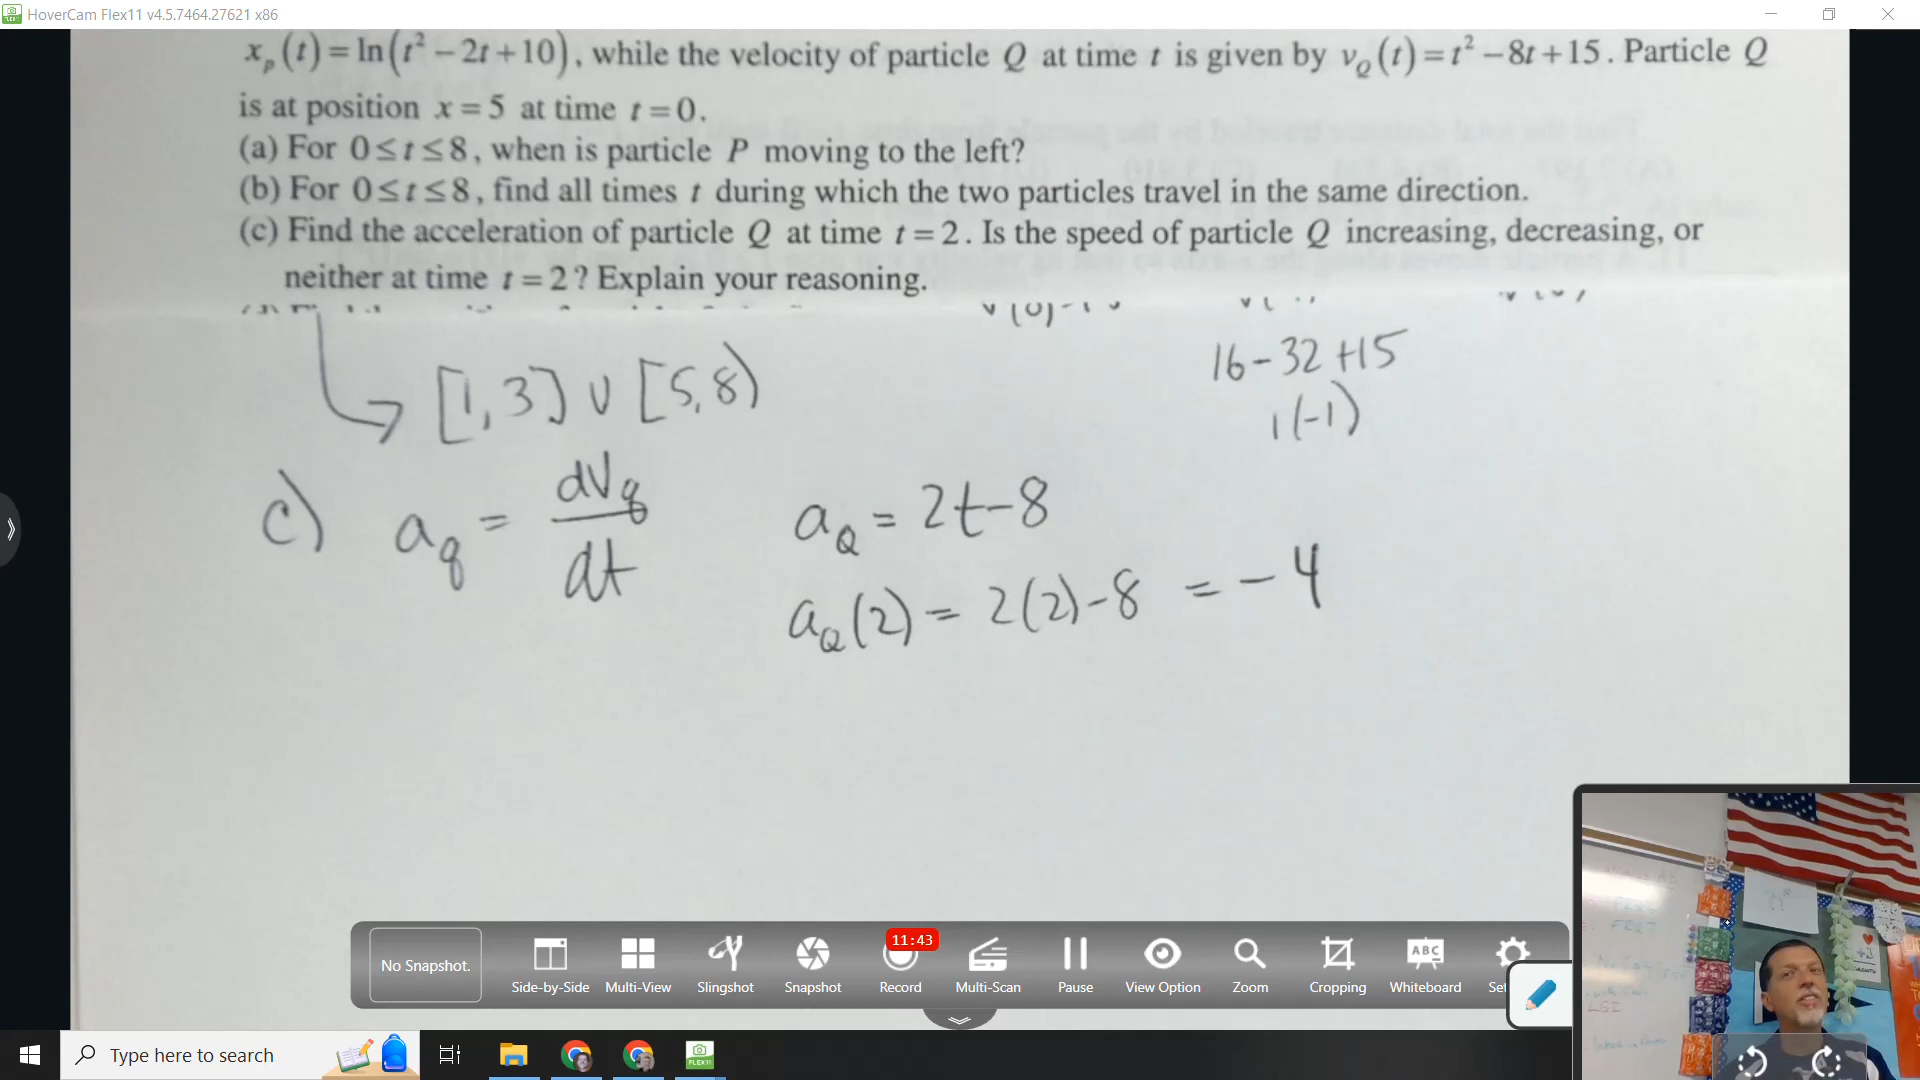 HoverCam Flex11 v4.5.7464.27621 x86
x_p(t)=ln(t²−2t+10), while the velocity of particle Q at time t is given by v_Q(t)=t²−8t+15. Particle Q
is at position x=5 at time t=0.
(a) For 0≤t≤8, when is particle P moving to the left?
(b) For 0≤t≤8, find all times t during which the two particles travel in the same direction.
(c) Find the acceleration of particle Q at time t=2. Is the speed of particle Q increasing, decreasing, or
neither at time t=2? Explain your reasoning.
16-32+15
[1,3] ∪ [5,8)
1(-1)
c) a_q = dV_q/dt
a_Q = 2t-8
a_Q(2) = 2(2)-8 = -4
No Snapshot.
11:43
Side-by-Side Multi-View Slingshot Snapshot Record Multi-Scan Pause View Option Zoom Cropping ABC Whiteboard Set
Type here to search
FLEX11